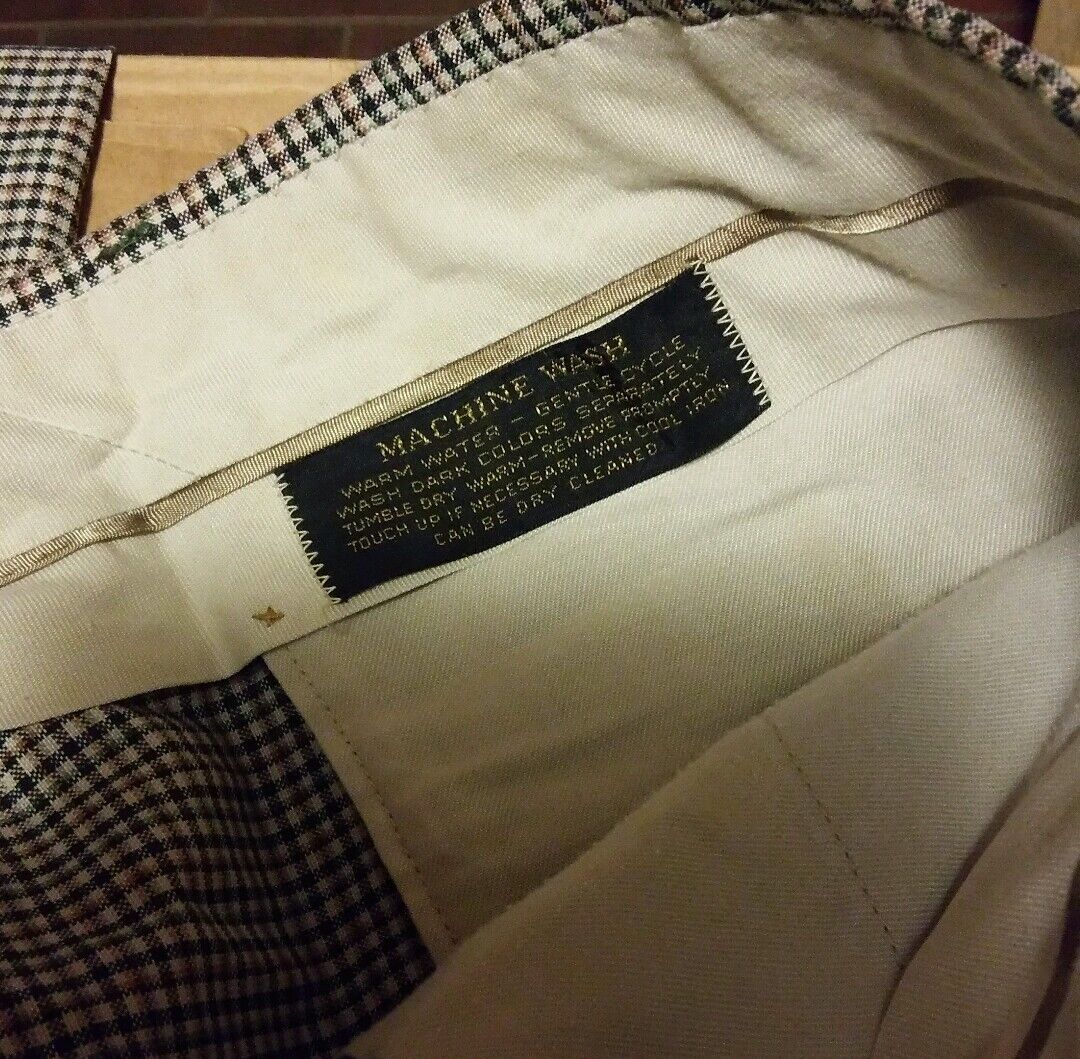 MACHINE WASH
WARM WATER - GENTLE CYCLE
WASH DARK COLORS SEPARATELY
TUMBLE DRY WARM-REMOVE PROMPTLY
TOUCH UP IF NECESSARY WITH COOL IRON
CAN BE DRY CLEANED